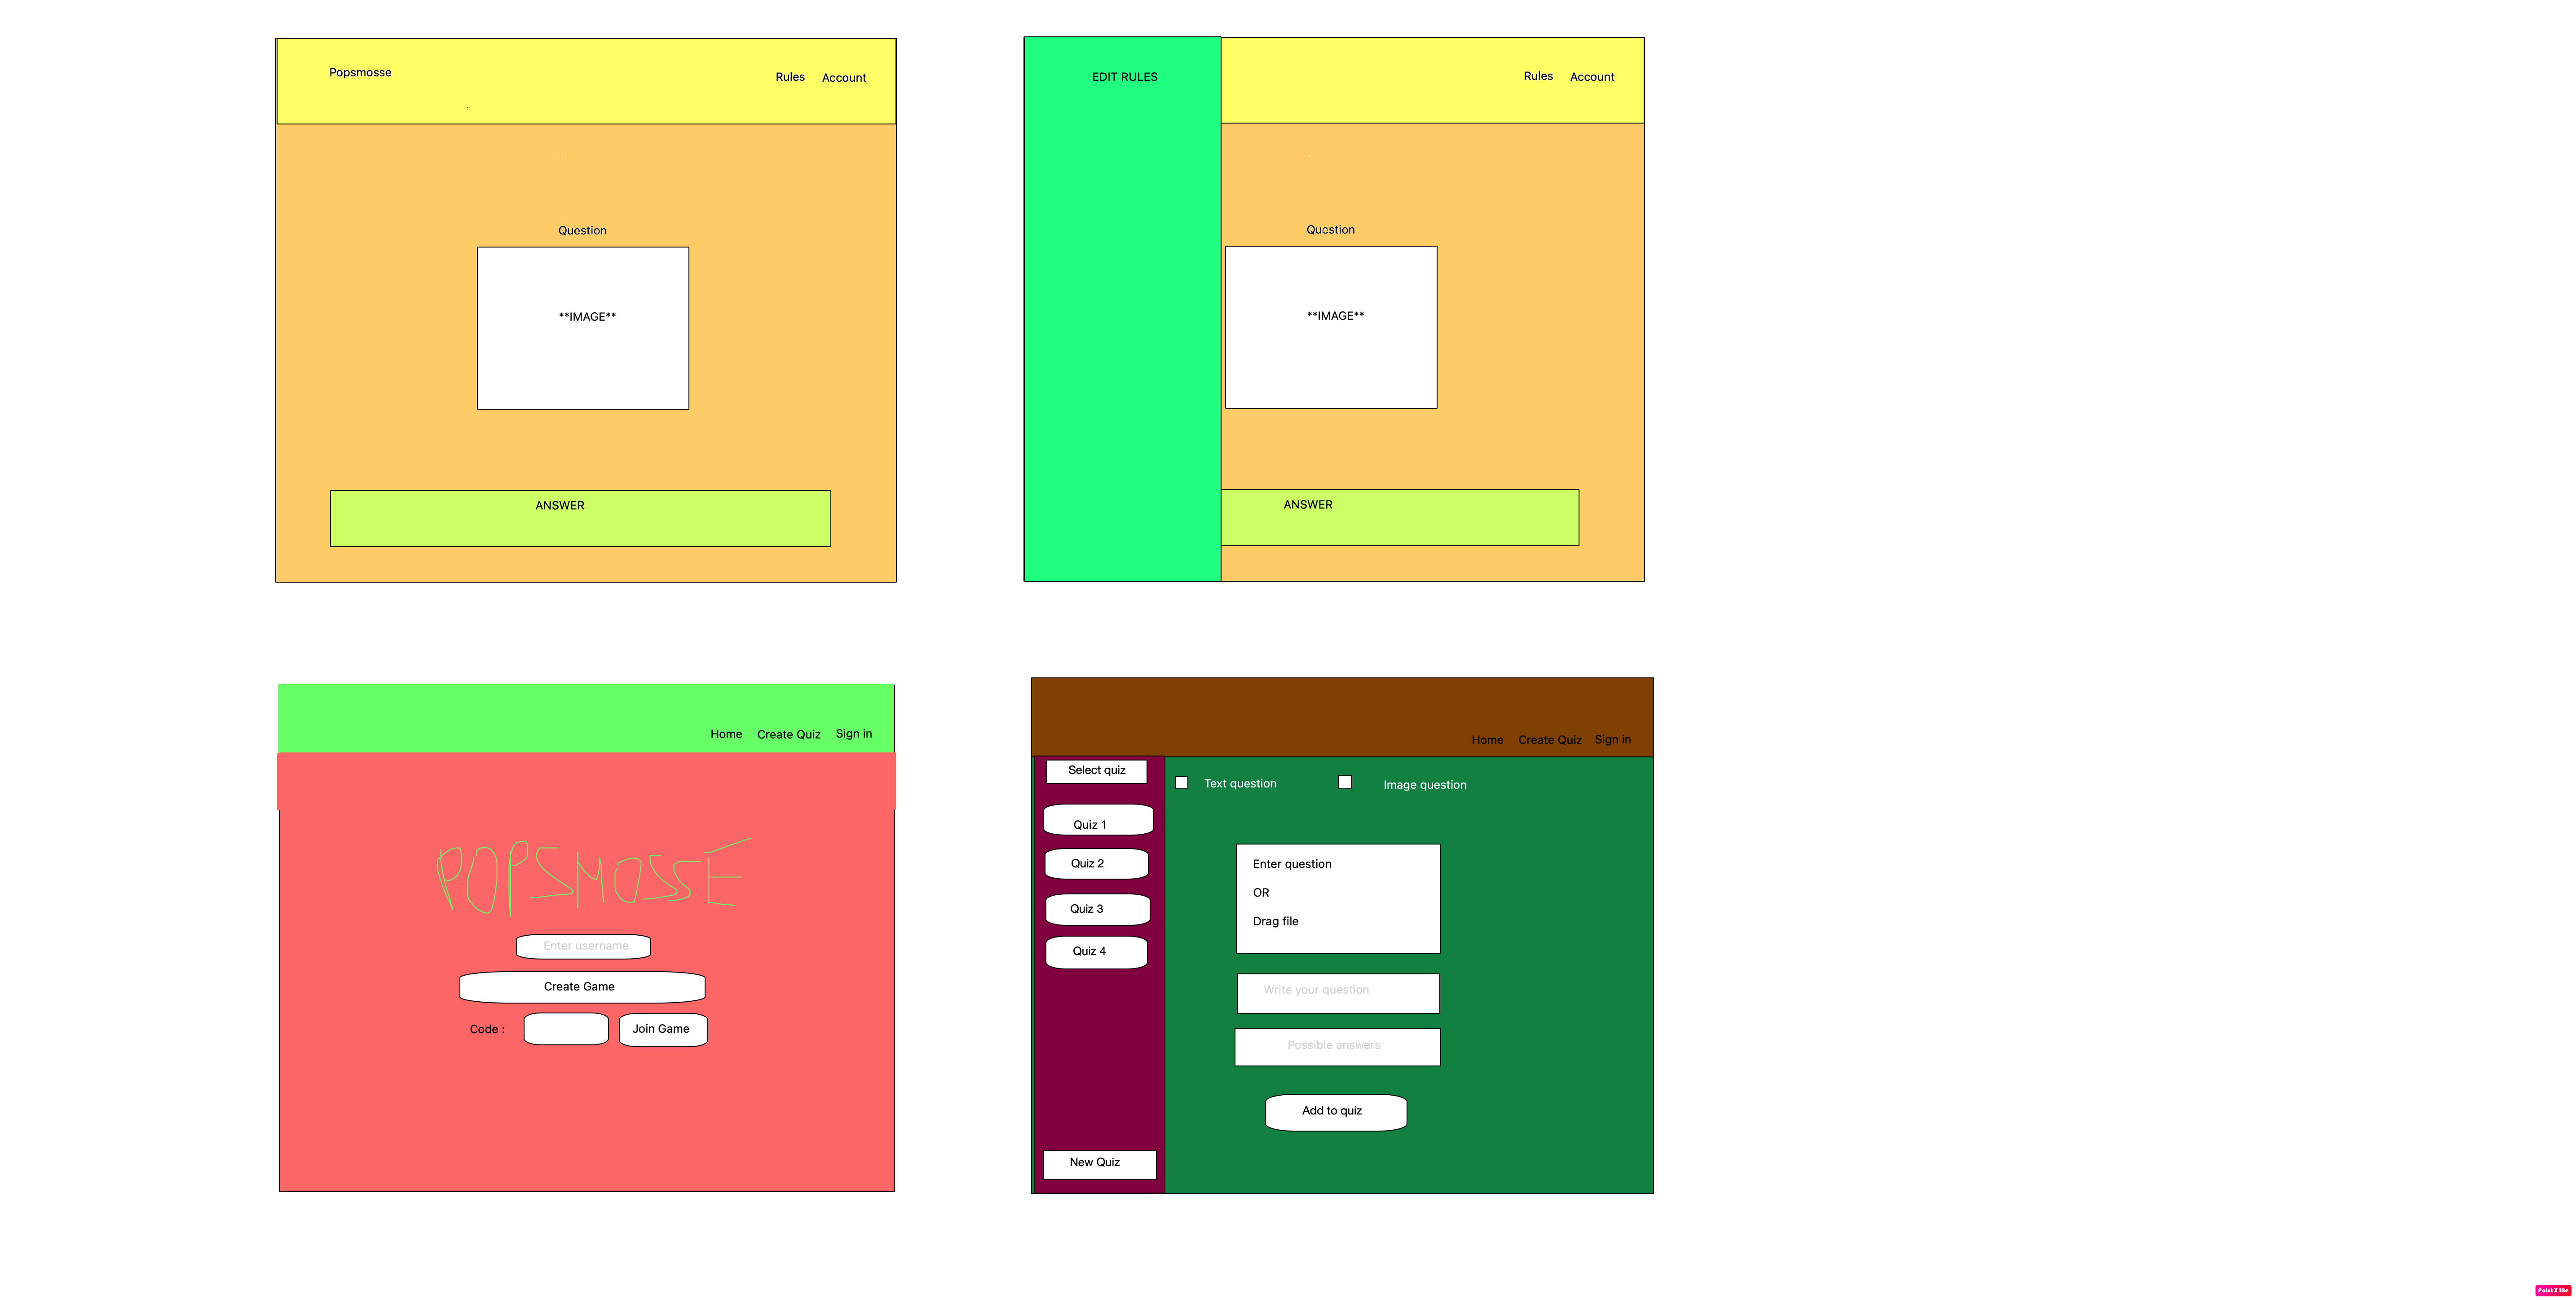 Popsmosse
Rules Account
Question
**IMAGE**
ANSWER
EDIT RULES
Rules Account
Question
**IMAGE**
ANSWER
Home Create Quiz Sign in
POPSMOSSE
Enter username
Create Game
Code : Join Game
Home Create Quiz Sign in
Select quiz
Quiz 1
Quiz 2
Quiz 3
Quiz 4
New Quiz
Text question Image question
Enter question
OR
Drag file
Write your question
Possible answers
Add to quiz
Paint X lite